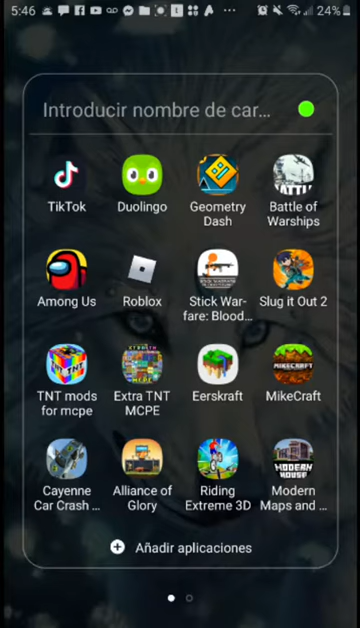 5:46 24%
Introducir nombre de car...
TikTok Duolingo Geometry Dash Battle of Warships
Among Us Roblox Stick War-fare: Blood... Slug it Out 2
TNT mods for mcpe Extra TNT MCPE Eerskraft MikeCraft
Cayenne Car Crash ... Alliance of Glory Riding Extreme 3D Modern Maps and ...
Añadir aplicaciones